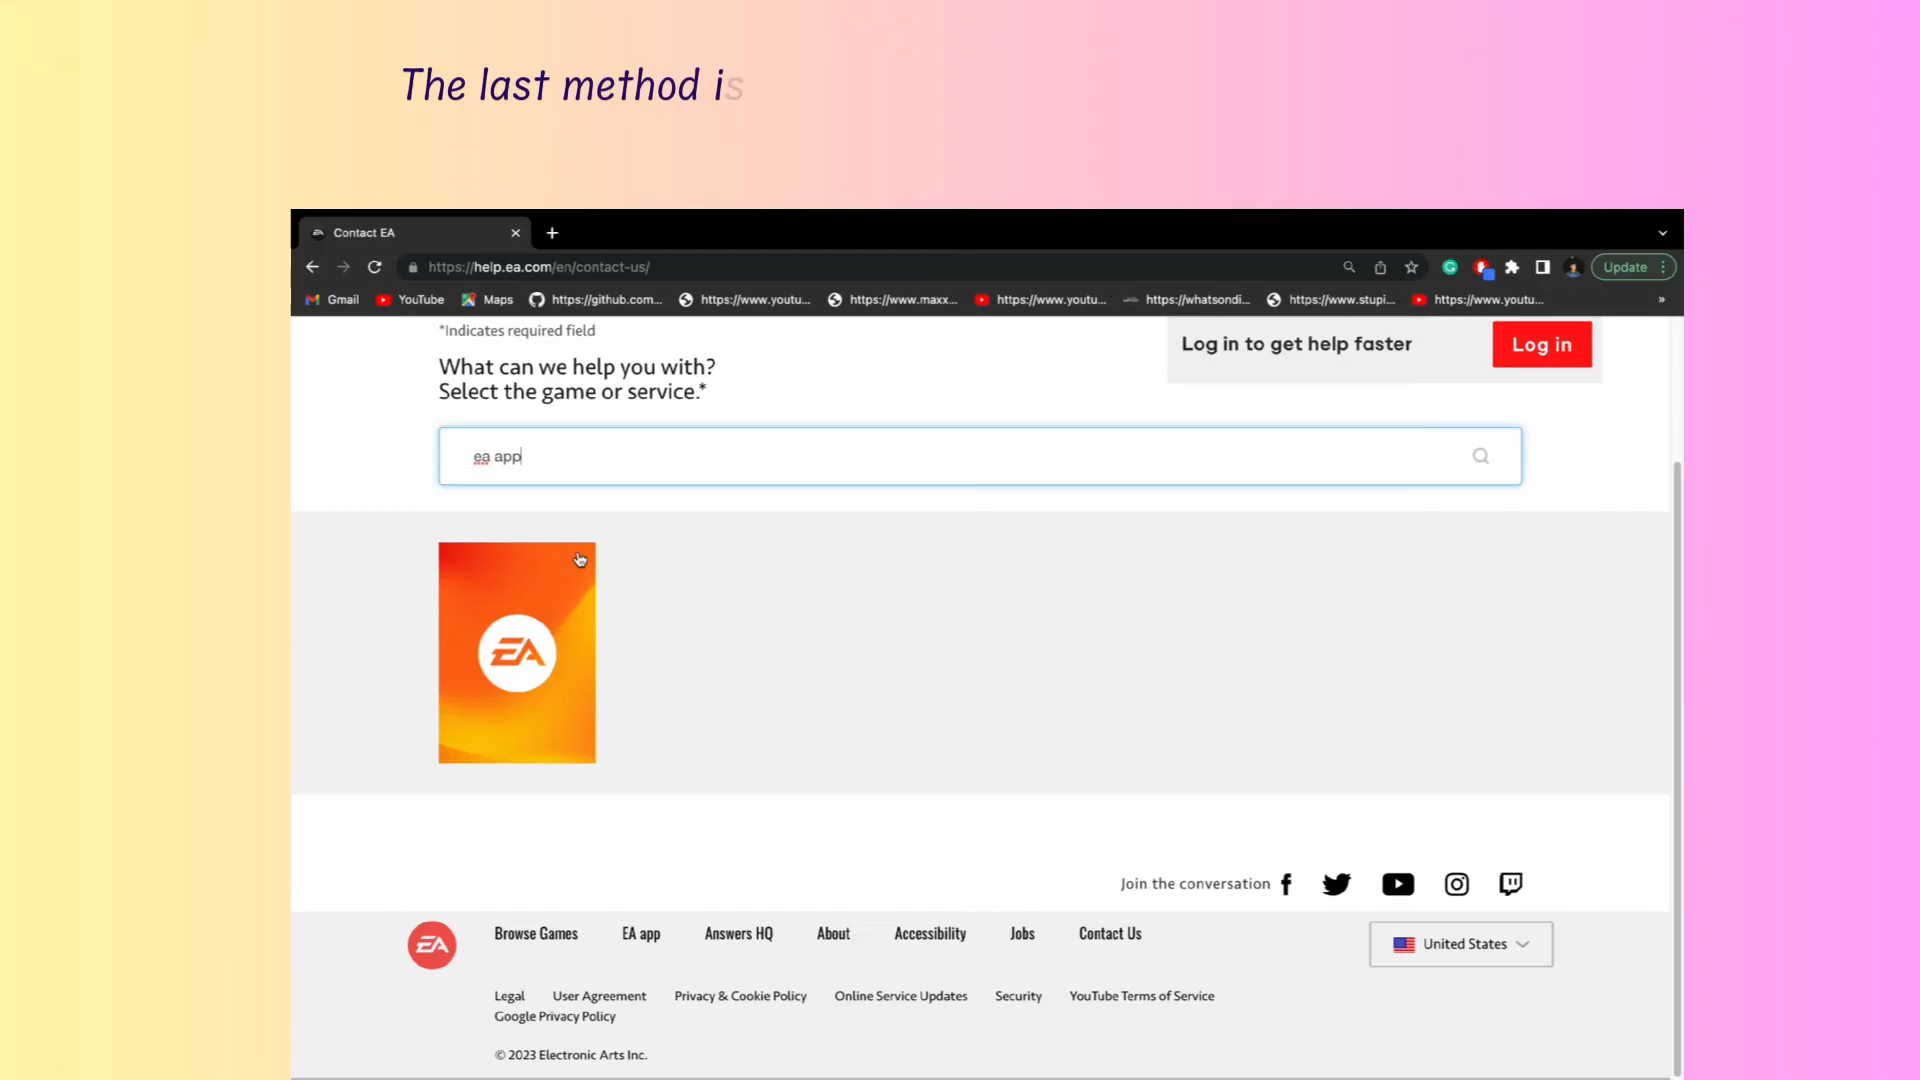 The last method is
Contact EA
https://help.ea.com/en/contact-us/
Update
Gmail
YouTube
Maps
https://github.com...
https://www.youtu...
https://www.maxx...
https://www.youtu...
https://whatsondi...
https://www.stupi...
https://www.youtu...
*Indicates required field
Log in to get help faster
Log in
What can we help you with?
Select the game or service.*
ea app
EA
Join the conversation
EA
Browse Games
EA app
Answers HQ
About
Accessibility
Jobs
Contact Us
United States
Legal
User Agreement
Privacy & Cookie Policy
Online Service Updates
Security
YouTube Terms of Service
Google Privacy Policy
© 2023 Electronic Arts Inc.